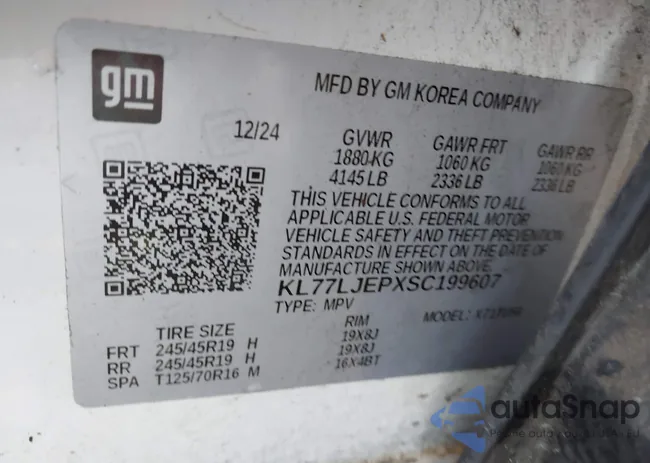 gm
MFD BY GM KOREA COMPANY
12/24
GVWR GAWR FRT GAWR RR
1880 KG 1060 KG 1060 KG
4145 LB 2336 LB 2336 LB
THIS VEHICLE CONFORMS TO ALL
APPLICABLE U.S. FEDERAL MOTOR
VEHICLE SAFETY AND THEFT PREVENTION
STANDARDS IN EFFECT ON THE DATE OF
MANUFACTURE SHOWN ABOVE.
KL77LJEPXSC199607
TYPE: MPV MODEL:
TIRE SIZE RIM
FRT 245/45R19 H 19X8J
RR 245/45R19 H 19X8J
SPA T125/70R16 M 16X4BT
autoSnap